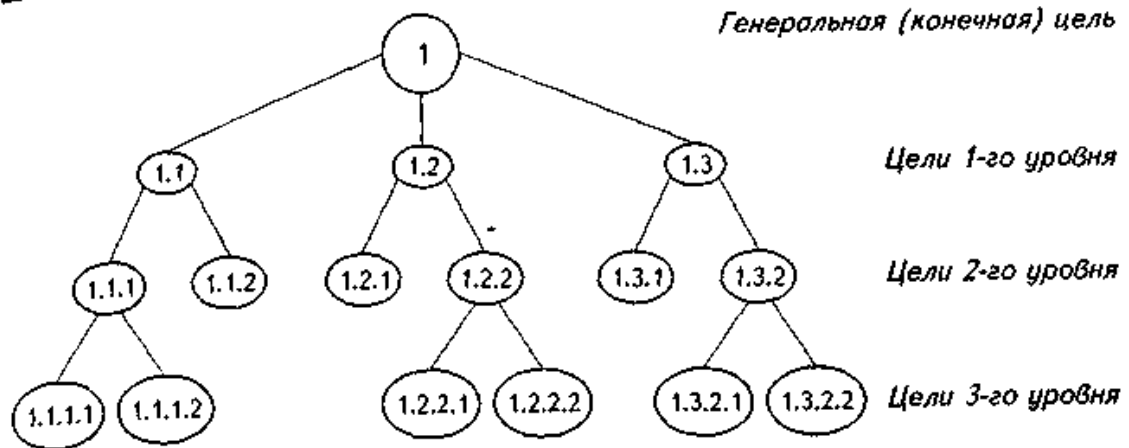 Генеральная (конечная) цель
1
1.1 1.2 1.3 Цели 1-го уровня
1.1.1 1.1.2 1.2.1 1.2.2 1.3.1 1.3.2 Цели 2-го уровня
1.1.1.1 1.1.1.2 1.2.2.1 1.2.2.2 1.3.2.1 1.3.2.2 Цели 3-го уровня